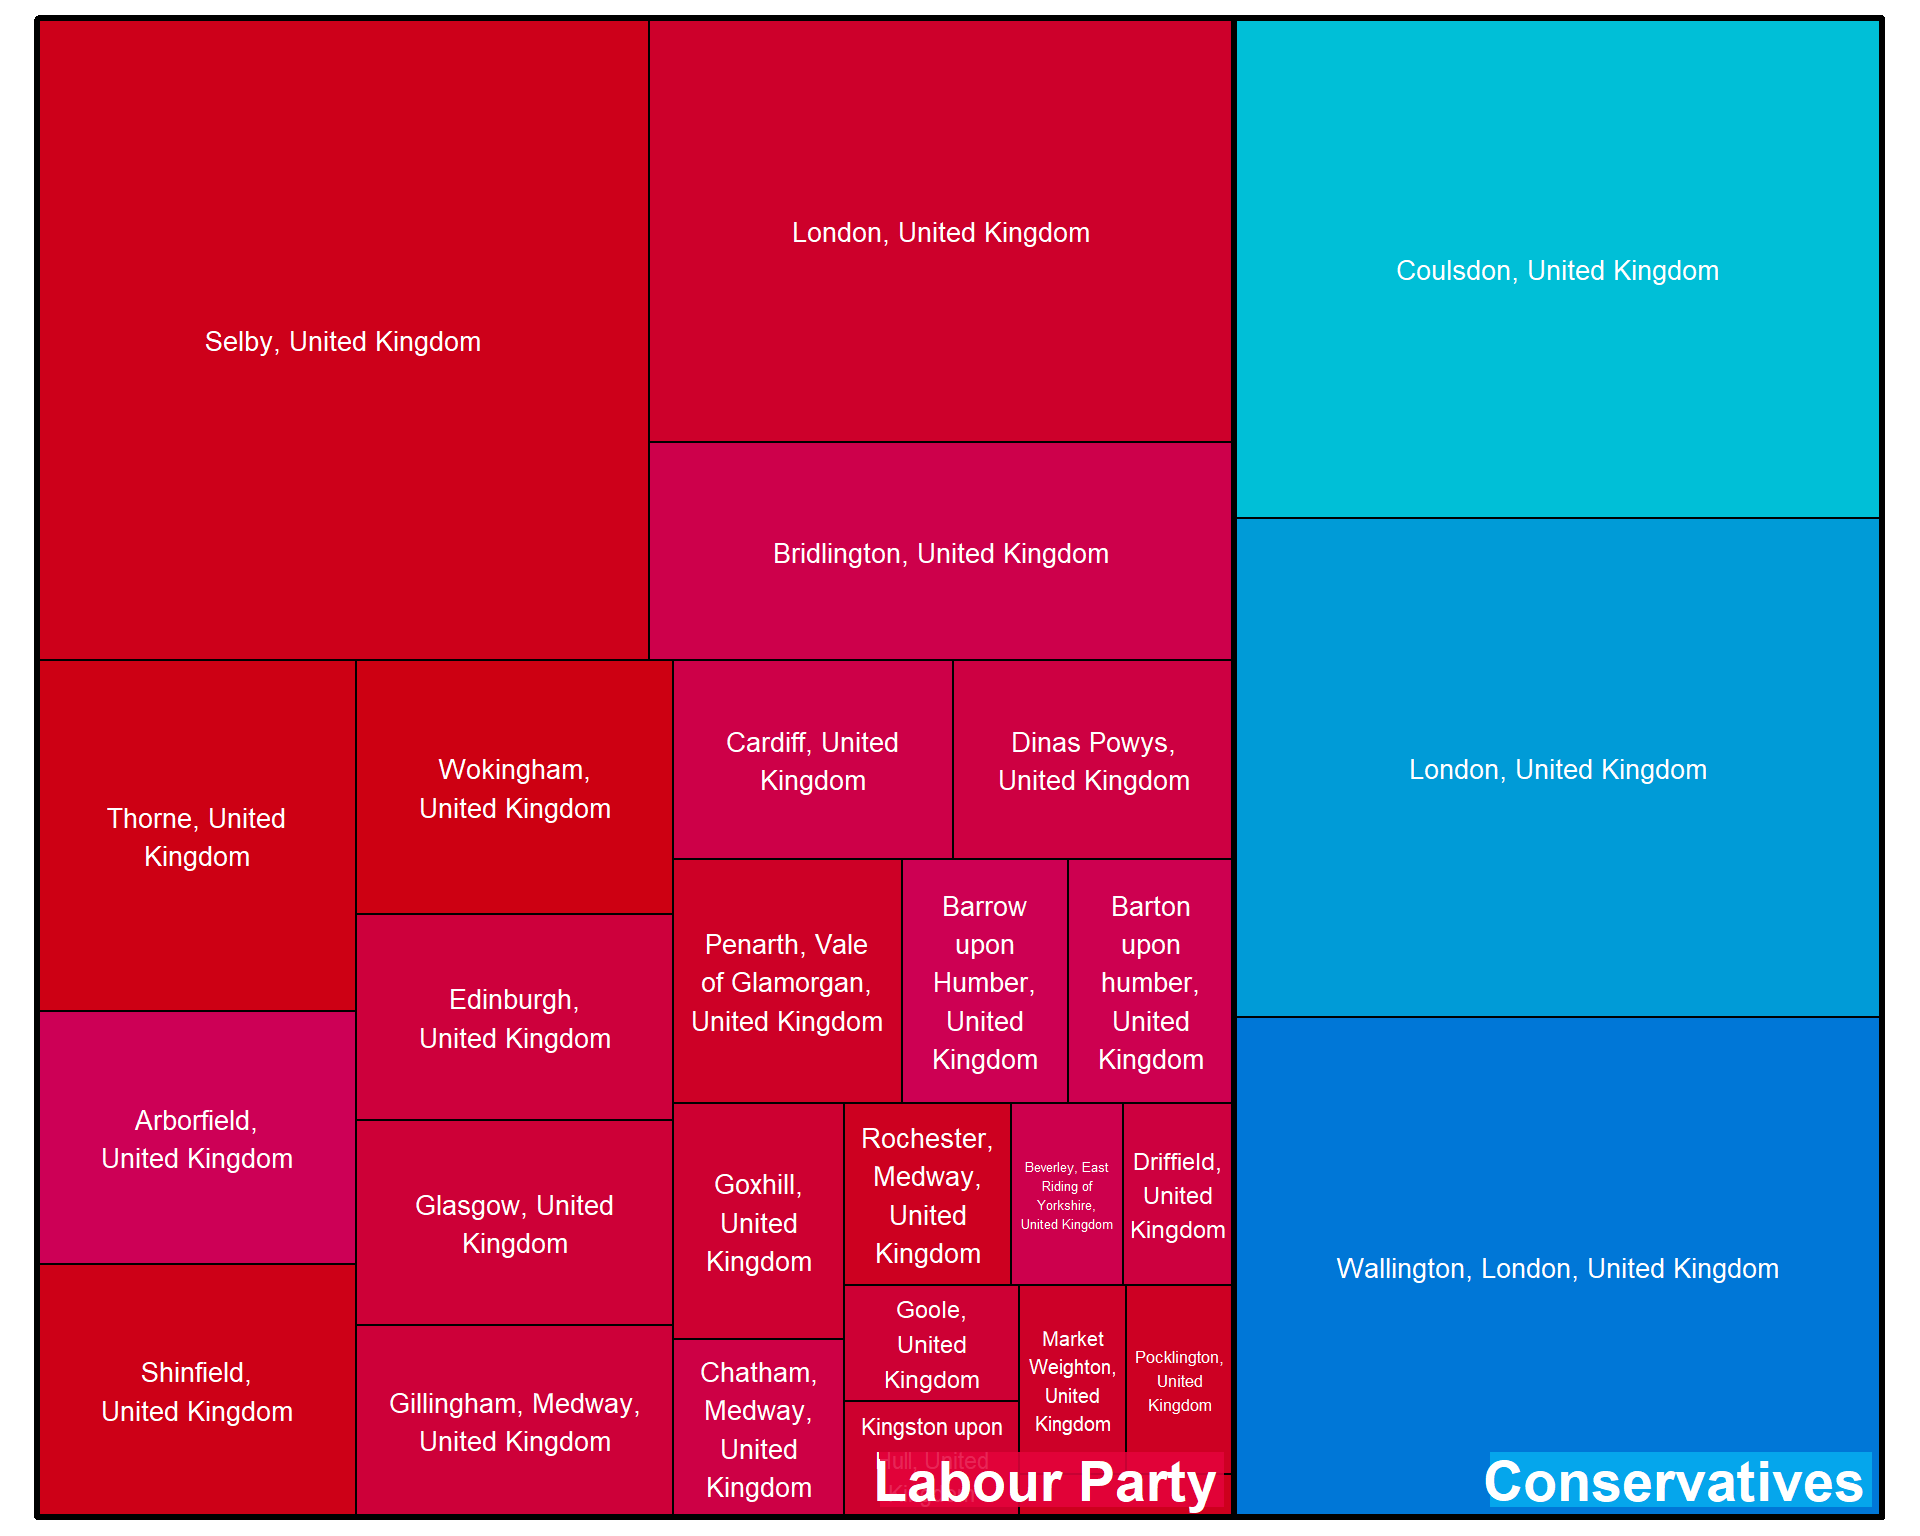 London, United Kingdom
Coulsdon, United Kingdom
Selby, United Kingdom
Bridlington, United Kingdom
London, United Kingdom
Cardiff, United
Kingdom
Dinas Powys,
United Kingdom
Wokingham,
United Kingdom
Thorne, United
Kingdom
Penarth, Vale
of Glamorgan,
United Kingdom
Barrow
upon
Humber,
United
Kingdom
Barton
upon
humber,
United
Kingdom
Edinburgh,
United Kingdom
Arborfield,
United Kingdom
Glasgow, United
Kingdom
Goxhill,
United
Kingdom
Rochester,
Medway,
United
Kingdom
Beverley, East
Riding of
Yorkshire,
United Kingdom
Driffield,
United
Kingdom
Wallington, London, United Kingdom
Shinfield,
United Kingdom
Gillingham, Medway,
United Kingdom
Chatham,
Medway,
United
Kingdom
Goole,
United
Kingdom
Market
Weighton,
United
Kingdom
Pocklington,
United
Kingdom
Kingston upon
Hull, United
Kingdom
Labour Party
Conservatives